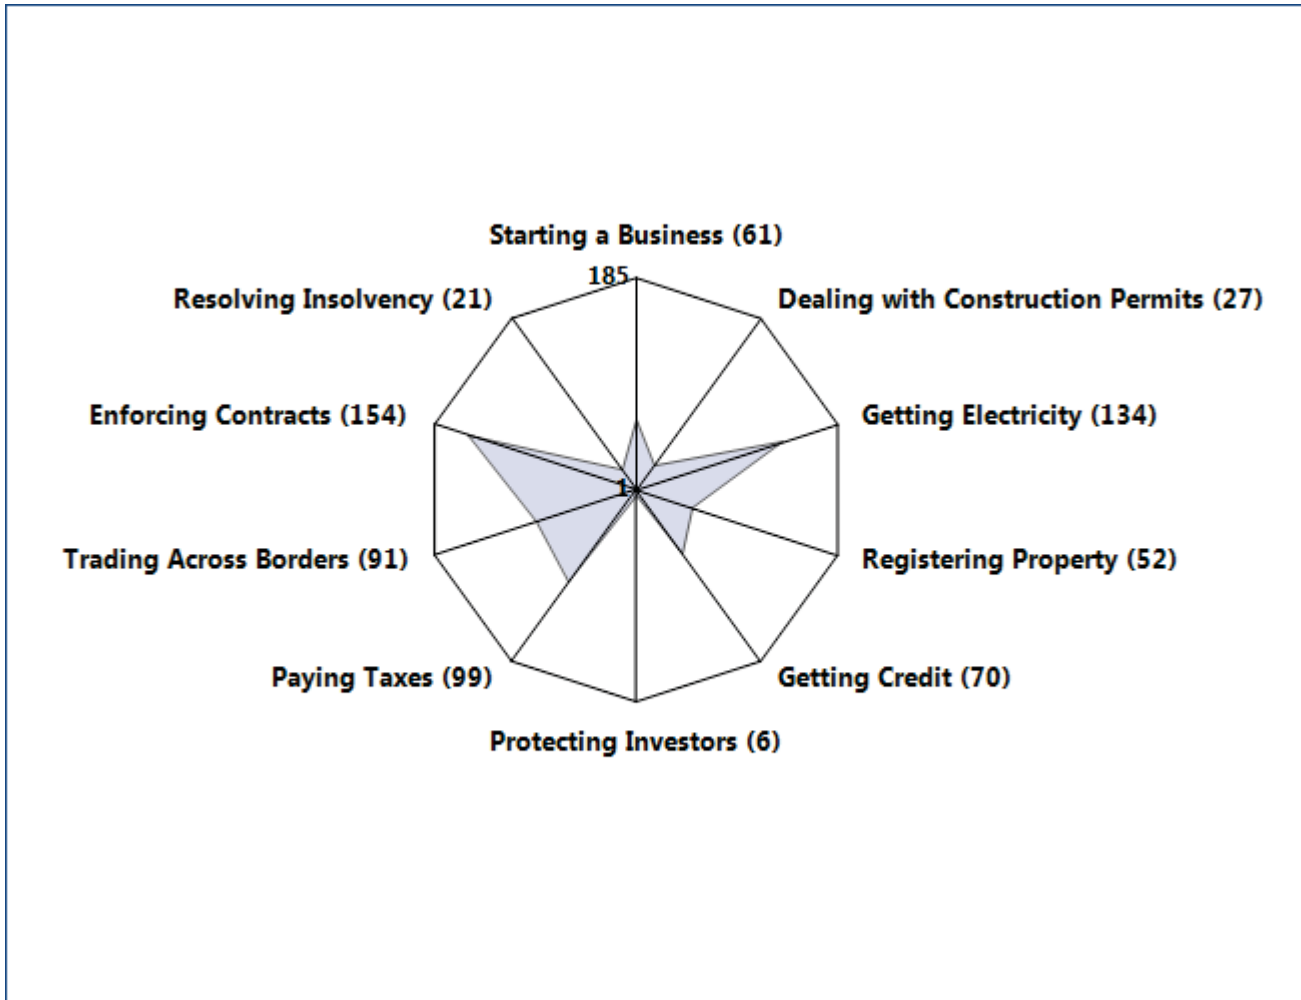 Starting a Business (61)
185
Resolving Insolvency (21)
Dealing with Construction Permits (27)
Enforcing Contracts (154)
Getting Electricity (134)
1
Trading Across Borders (91)
Registering Property (52)
Paying Taxes (99)
Getting Credit (70)
Protecting Investors (6)